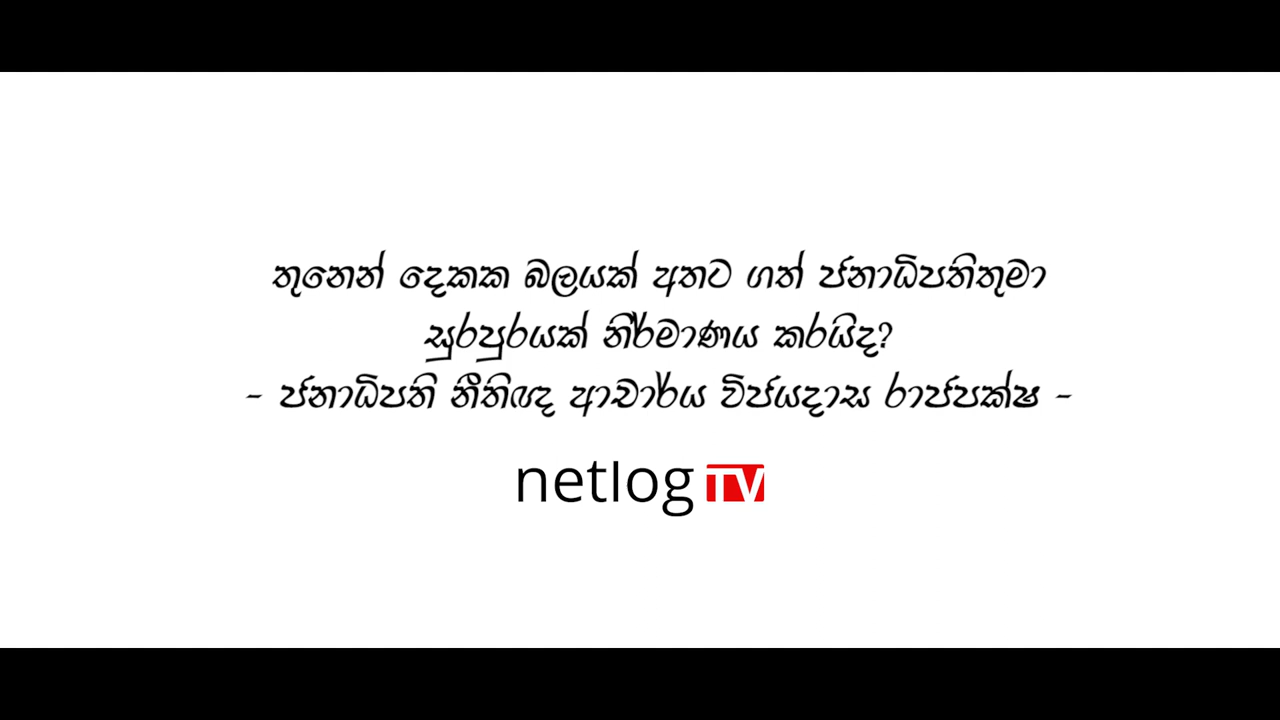 තුනෙන් දෙකක බලයක් අතට ගත් ජනාධිපතිතුමා
සුරපුරයක් නිර්මාණය කරයිද?
- ජනාධිපති නීතිඥ ආචාර්ය විජයදාස රාජපක්ෂ -
netlog TV